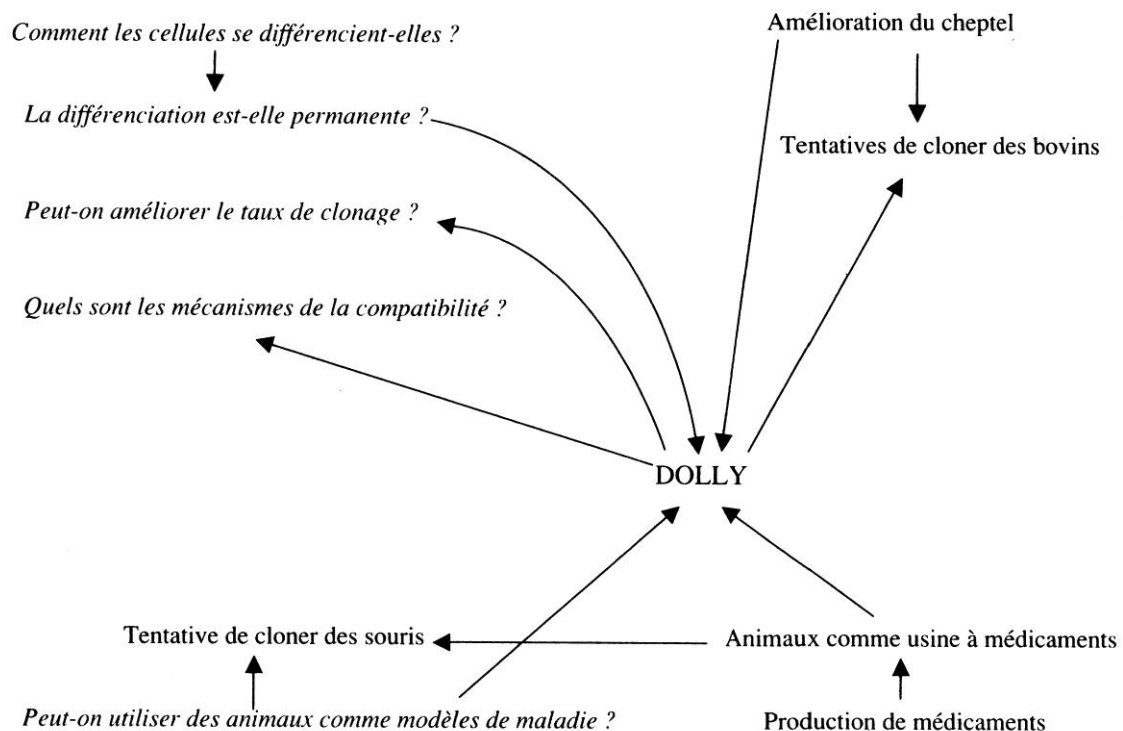 Comment les cellules se différencient-elles ?
Amélioration du cheptel
La différenciation est-elle permanente ?
Tentatives de cloner des bovins
Peut-on améliorer le taux de clonage ?
Quels sont les mécanismes de la compatibilité ?
DOLLY
Tentative de cloner des souris
Animaux comme usine à médicaments
Peut-on utiliser des animaux comme modèles de maladie ?
Production de médicaments